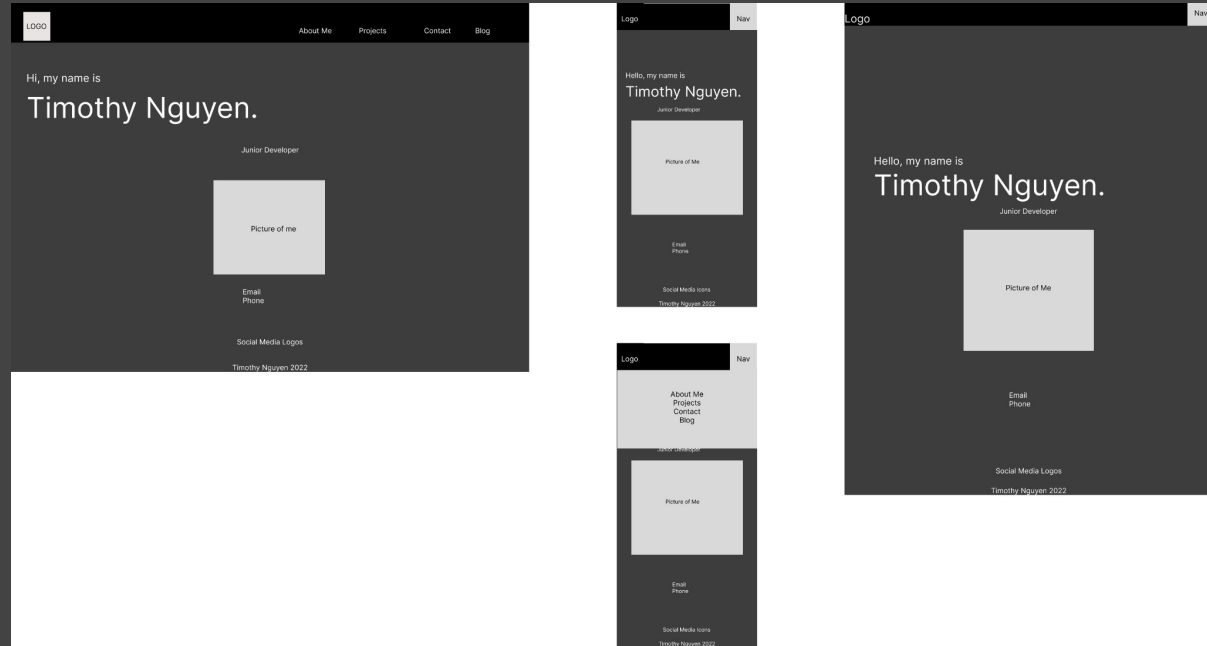 LOGO
About Me Projects Contact Blog
Hi, my name is
Timothy Nguyen.
Junior Developer
Picture of me
Email
Phone
Social Media Logos
Timothy Nguyen 2022
Logo Nav
Hello, my name is
Timothy Nguyen.
Junior Developer
Picture of Me
Email
Phone
Social Media Icons
Timothy Nguyen 2022
Logo Nav
About Me
Projects
Contact
Blog
Junior Developer
Picture of Me
Email
Phone
Social Media Icons
Timothy Nguyen 2022
Logo Nav
Hello, my name is
Timothy Nguyen.
Junior Developer
Picture of Me
Email
Phone
Social Media Logos
Timothy Nguyen 2022